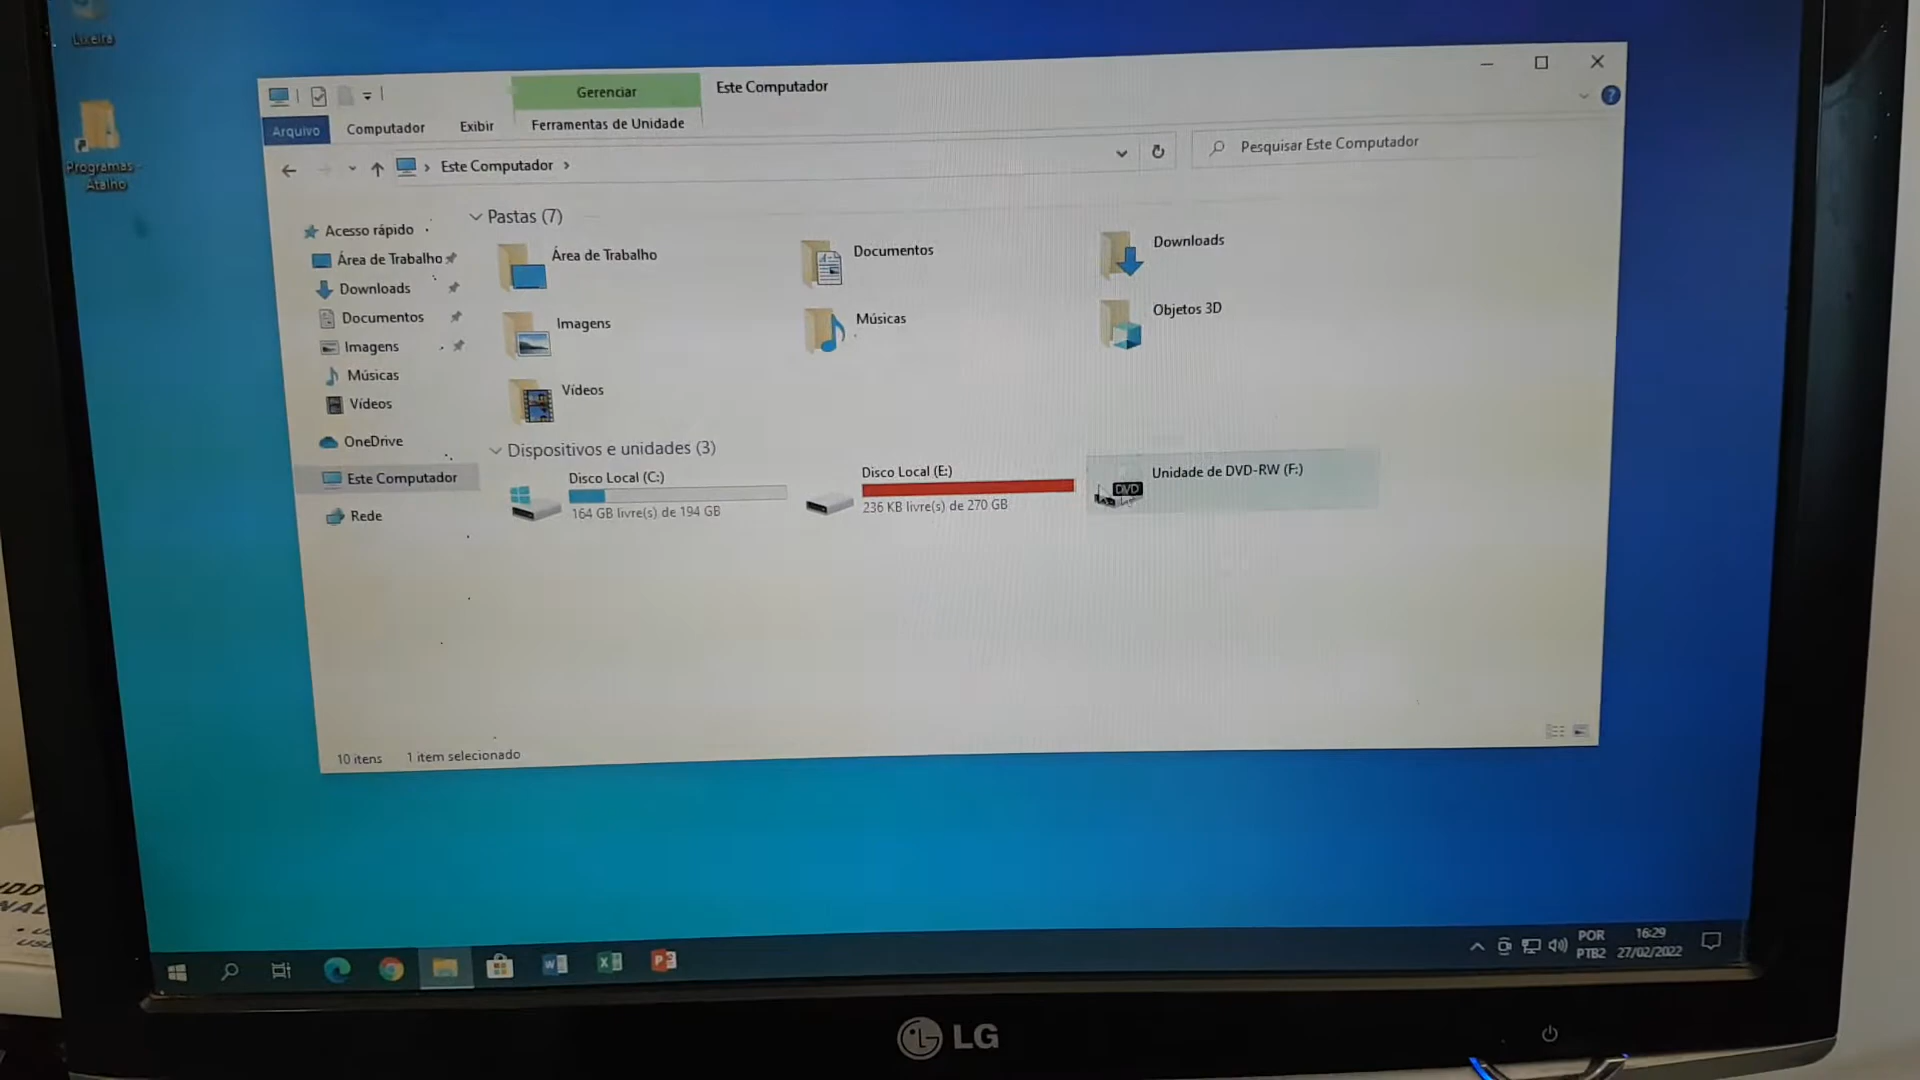 Lixeira
Programas -
Atalho
Gerenciar
Este Computador
Arquivo
Computador
Exibir
Ferramentas de Unidade
Este Computador
Pesquisar Este Computador
Acesso rápido
Área de Trabalho
Downloads
Documentos
Imagens
Músicas
Vídeos
OneDrive
Este Computador
Rede
Pastas (7)
Área de Trabalho
Documentos
Downloads
Imagens
Músicas
Objetos 3D
Vídeos
Dispositivos e unidades (3)
Disco Local (C:)
164 GB livre(s) de 194 GB
Disco Local (E:)
236 KB livre(s) de 270 GB
DVD
Unidade de DVD-RW (F:)
10 itens
1 item selecionado
POR
PTB2
16:29
27/02/2022
LG